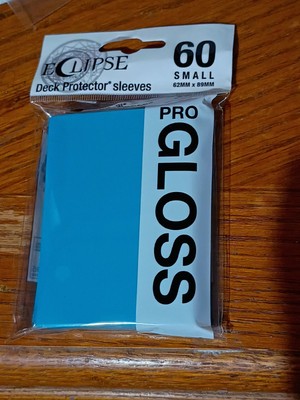 ECLIPSE
Deck Protector® sleeves
60
SMALL
62MM x 89MM
PRO
GLOSS